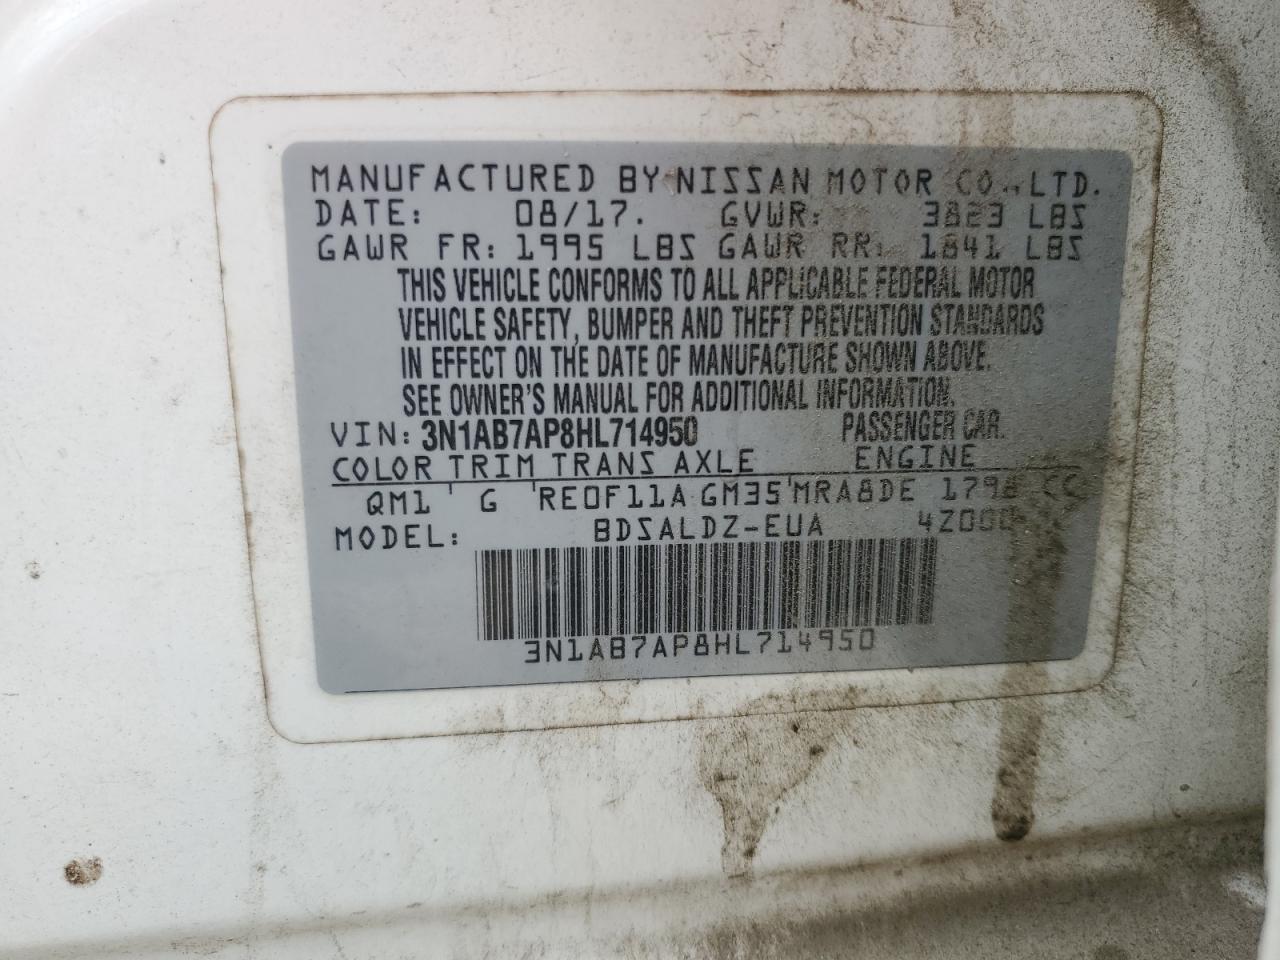 MANUFACTURED BY NISSAN MOTOR CO., LTD.
DATE: 08/17. GVWR: 3823 LBS
GAWR FR: 1995 LBS GAWR RR: 1841 LBS
THIS VEHICLE CONFORMS TO ALL APPLICABLE FEDERAL MOTOR
VEHICLE SAFETY, BUMPER AND THEFT PREVENTION STANDARDS
IN EFFECT ON THE DATE OF MANUFACTURE SHOWN ABOVE.
SEE OWNER'S MANUAL FOR ADDITIONAL INFORMATION.
VIN: 3N1AB7AP8HL714950 PASSENGER CAR.
COLOR TRIM TRANS AXLE ENGINE
QM1 ' G ' RE0F11A GM35 ' MRA8DE 1798 CC
MODEL: BDSALDZ-EUA 4Z000
3N1AB7AP8HL714950